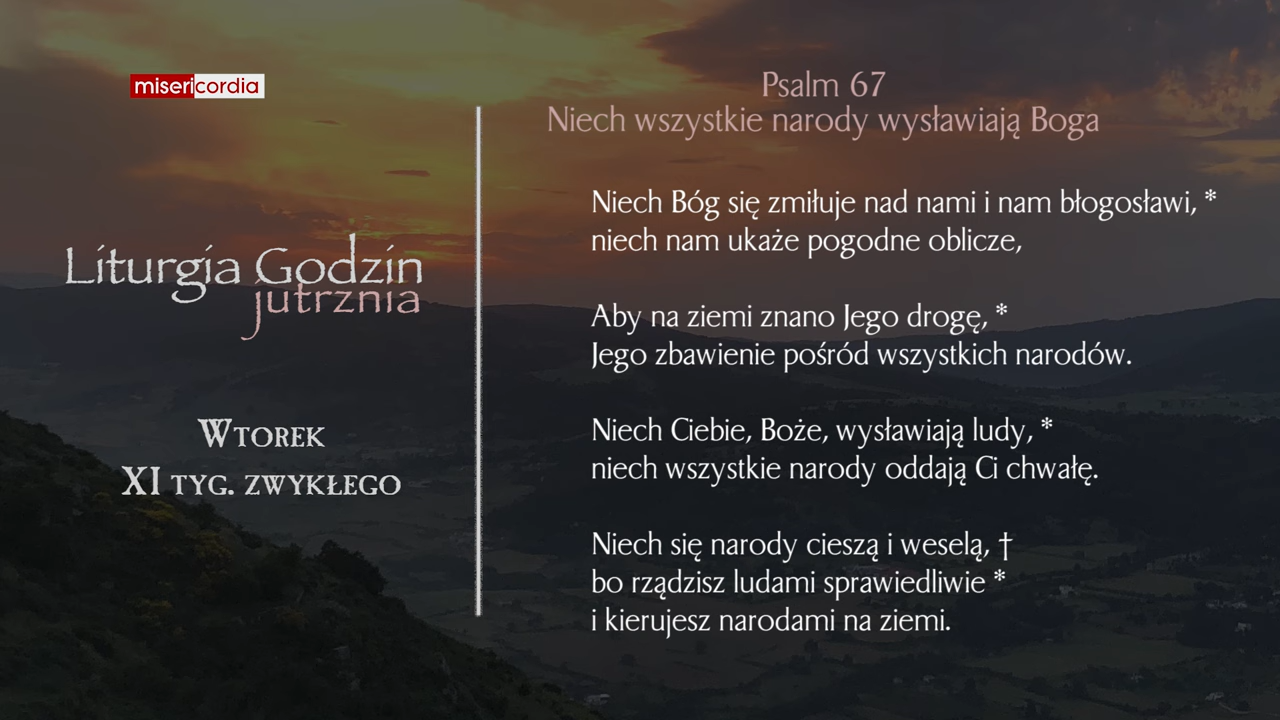 misericordia
Liturgia Godzin
jutrznia
Wtorek
XI tyg. zwykłego
Psalm 67
Niech wszystkie narody wysławiają Boga
Niech Bóg się zmiłuje nad nami i nam błogosławi, *
niech nam ukaże pogodne oblicze,
Aby na ziemi znano Jego drogę, *
Jego zbawienie pośród wszystkich narodów.
Niech Ciebie, Boże, wysławiają ludy, *
niech wszystkie narody oddają Ci chwałę.
Niech się narody cieszą i weselą, †
bo rządzisz ludami sprawiedliwie *
i kierujesz narodami na ziemi.